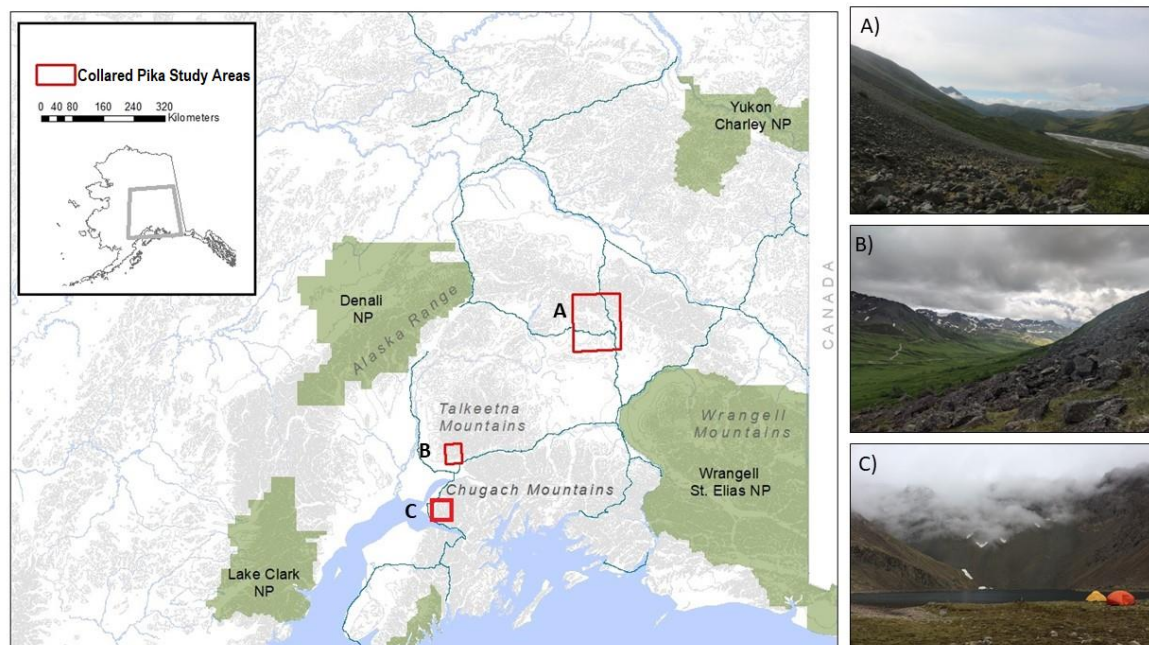 Collared Pika Study Areas
0 40 80 160 240 320
Kilometers
Yukon
Charley NP
Denali
NP
Alaska Range
A
CANADA
Talkeetna
Mountains
B
Wrangell
Mountains
Chugach Mountains
Wrangell
St. Elias NP
C
Lake Clark
NP
A)
B)
C)